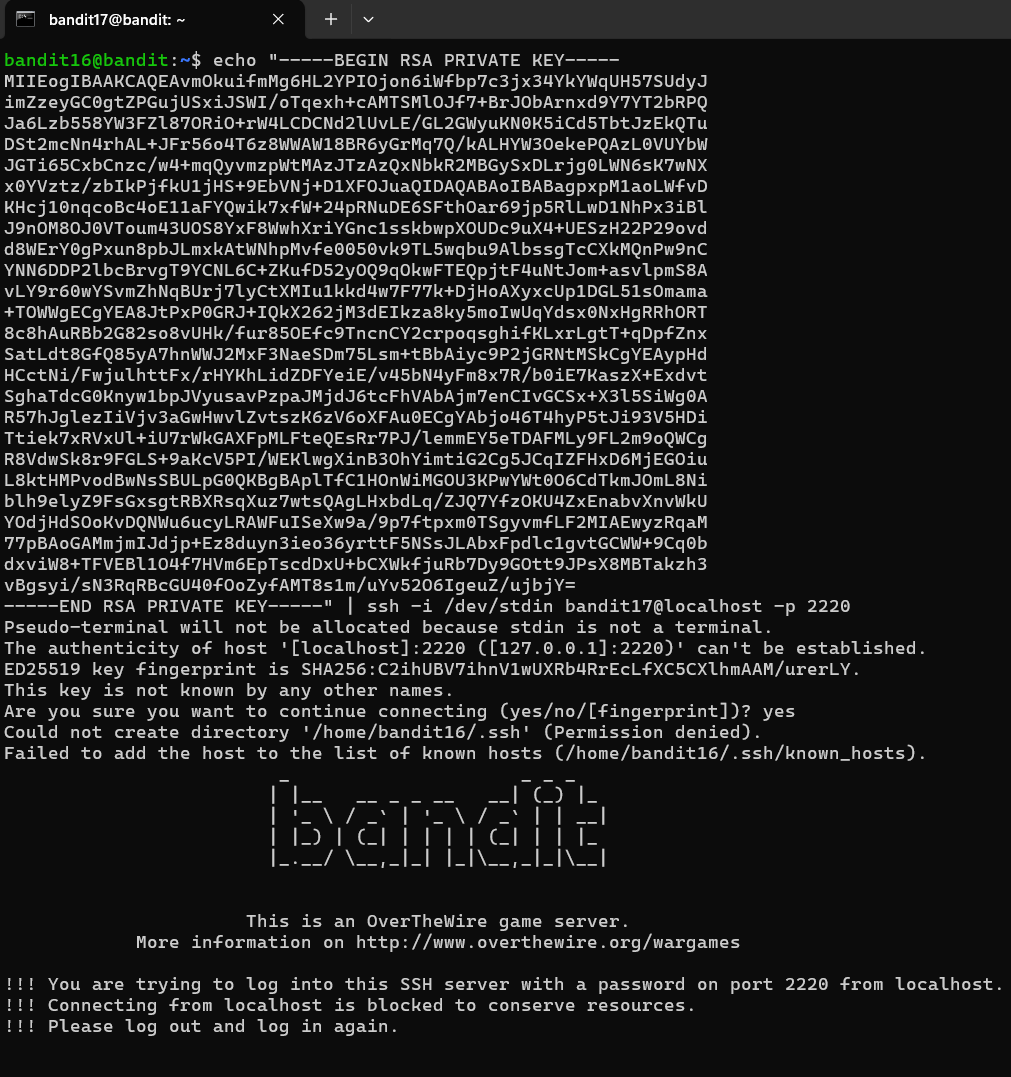 bandit17@bandit: ~
bandit16@bandit:~$ echo "-----BEGIN RSA PRIVATE KEY-----
MIIEogIBAAKCAQEAvmOkuifmMg6HL2YPIOjon6iWfbp7c3jx34YkYWqUH57SUdyJ
imZzeyGC0gtZPGujUSxiJSWI/oTqexh+cAMTSMlOJf7+BrJObArnxd9Y7YT2bRPQ
Ja6Lzb558YW3FZl87ORiO+rW4LCDCNd2lUvLE/GL2GWyuKN0K5iCd5TbtJzEkQTu
DSt2mcNn4rhAL+JFr56o4T6z8WWAW18BR6yGrMq7Q/kALHYW3OekePQAzL0VUYbW
JGTi65CxbCnzc/w4+mqQyvmzpWtMAzJTzAzQxNbkR2MBGySxDLrjg0LWN6sK7wNX
x0YVztz/zbIkPjfkU1jHS+9EbVNj+D1XFOJuaQIDAQABAoIBABagpxpM1aoLWfvD
KHcj10nqcoBc4oE11aFYQwik7xfW+24pRNuDE6SFthOar69jp5RlLwD1NhPx3iBl
J9nOM8OJ0VToum43UOS8YxF8WwhXriYGnc1sskbwpXOUDc9uX4+UESzH22P29ovd
d8WErY0gPxun8pbJLmxkAtWNhpMvfe0050vk9TL5wqbu9AlbssgTcCXkMQnPw9nC
YNN6DDP2lbcBrvgT9YCNL6C+ZKufD52yOQ9qOkwFTEQpjtF4uNtJom+asvlpmS8A
vLY9r60wYSvmZhNqBUrj7lyCtXMIu1kkd4w7F77k+DjHoAXyxcUp1DGL51sOmama
+TOWWgECgYEA8JtPxP0GRJ+IQkX262jM3dEIkza8ky5moIwUqYdsx0NxHgRRhORT
8c8hAuRBb2G82so8vUHk/fur85OEfc9TncnCY2crpoqsghifKLxrLgtT+qDpfZnx
SatLdt8GfQ85yA7hnWWJ2MxF3NaeSDm75Lsm+tBbAiyc9P2jGRNtMSkCgYEAypHd
HCctNi/FwjulhttFx/rHYKhLidZDFYeiE/v45bN4yFm8x7R/b0iE7KaszX+Exdvt
SghaTdcG0Knyw1bpJVyusavPzpaJMjdJ6tcFhVAbAjm7enCIvGCSx+X3l5SiWg0A
R57hJglezIiVjv3aGwHwvlZvtszK6zV6oXFAu0ECgYAbjo46T4hyP5tJi93V5HDi
Ttiek7xRVxUl+iU7rWkGAXFpMLFteQEsRr7PJ/lemmEY5eTDAFMLy9FL2m9oQWCg
R8VdwSk8r9FGLS+9aKcV5PI/WEKlwgXinB3OhYimtiG2Cg5JCqIZFHxD6MjEGOiu
L8ktHMPvodBwNsSBULpG0QKBgBAplTfC1HOnWiMGOU3KPwYWt0O6CdTkmJOmL8Ni
blh9elyZ9FsGxsgtRBXRsqXuz7wtsQAgLHxbdLq/ZJQ7YfzOKU4ZxEnabvXnvWkU
YOdjHdSOoKvDQNWu6ucyLRAWFuISeXw9a/9p7ftpxm0TSgyvmfLF2MIAEwyzRqaM
77pBAoGAMmjmIJdjp+Ez8duyn3ieo36yrttF5NSsJLAbxFpdlc1gvtGCWW+9Cq0b
dxviW8+TFVEBl1O4f7HVm6EpTscdDxU+bCXWkfjuRb7Dy9GOtt9JPsX8MBTakzh3
vBgsyi/sN3RqRBcGU40fOoZyfAMT8s1m/uYv52O6IgeuZ/ujbjY=
-----END RSA PRIVATE KEY-----" | ssh -i /dev/stdin bandit17@localhost -p 2220
Pseudo-terminal will not be allocated because stdin is not a terminal.
The authenticity of host '[localhost]:2220 ([127.0.0.1]:2220)' can't be established.
ED25519 key fingerprint is SHA256:C2ihUBV7ihnV1wUXRb4RrEcLfXC5CXlhmAAM/urerLY.
This key is not known by any other names.
Are you sure you want to continue connecting (yes/no/[fingerprint])? yes
Could not create directory '/home/bandit16/.ssh' (Permission denied).
Failed to add the host to the list of known hosts (/home/bandit16/.ssh/known_hosts).
bandit
This is an OverTheWire game server.
More information on http://www.overthewire.org/wargames
!!! You are trying to log into this SSH server with a password on port 2220 from localhost.
!!! Connecting from localhost is blocked to conserve resources.
!!! Please log out and log in again.